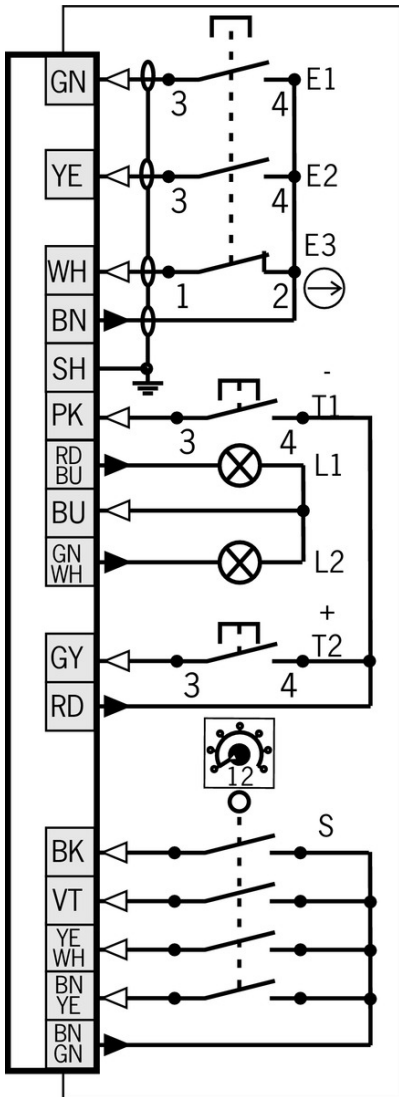 GN
3
4
E1
YE
3
4
E2
WH
1
2
E3
BN
SH
PK
3
4
-
T1
RD
BU
L1
BU
GN
WH
L2
GY
3
4
+
T2
RD
12
BK
S
VT
YE
WH
BN
YE
BN
GN